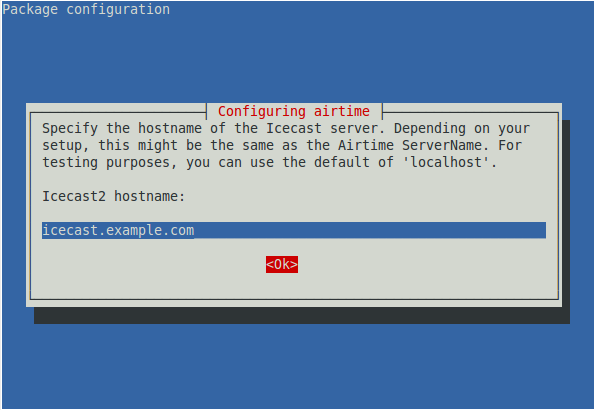 Package configuration
Configuring airtime
Specify the hostname of the Icecast server. Depending on your
setup, this might be the same as the Airtime ServerName. For
testing purposes, you can use the default of 'localhost'.
Icecast2 hostname:
icecast.example.com
<Ok>